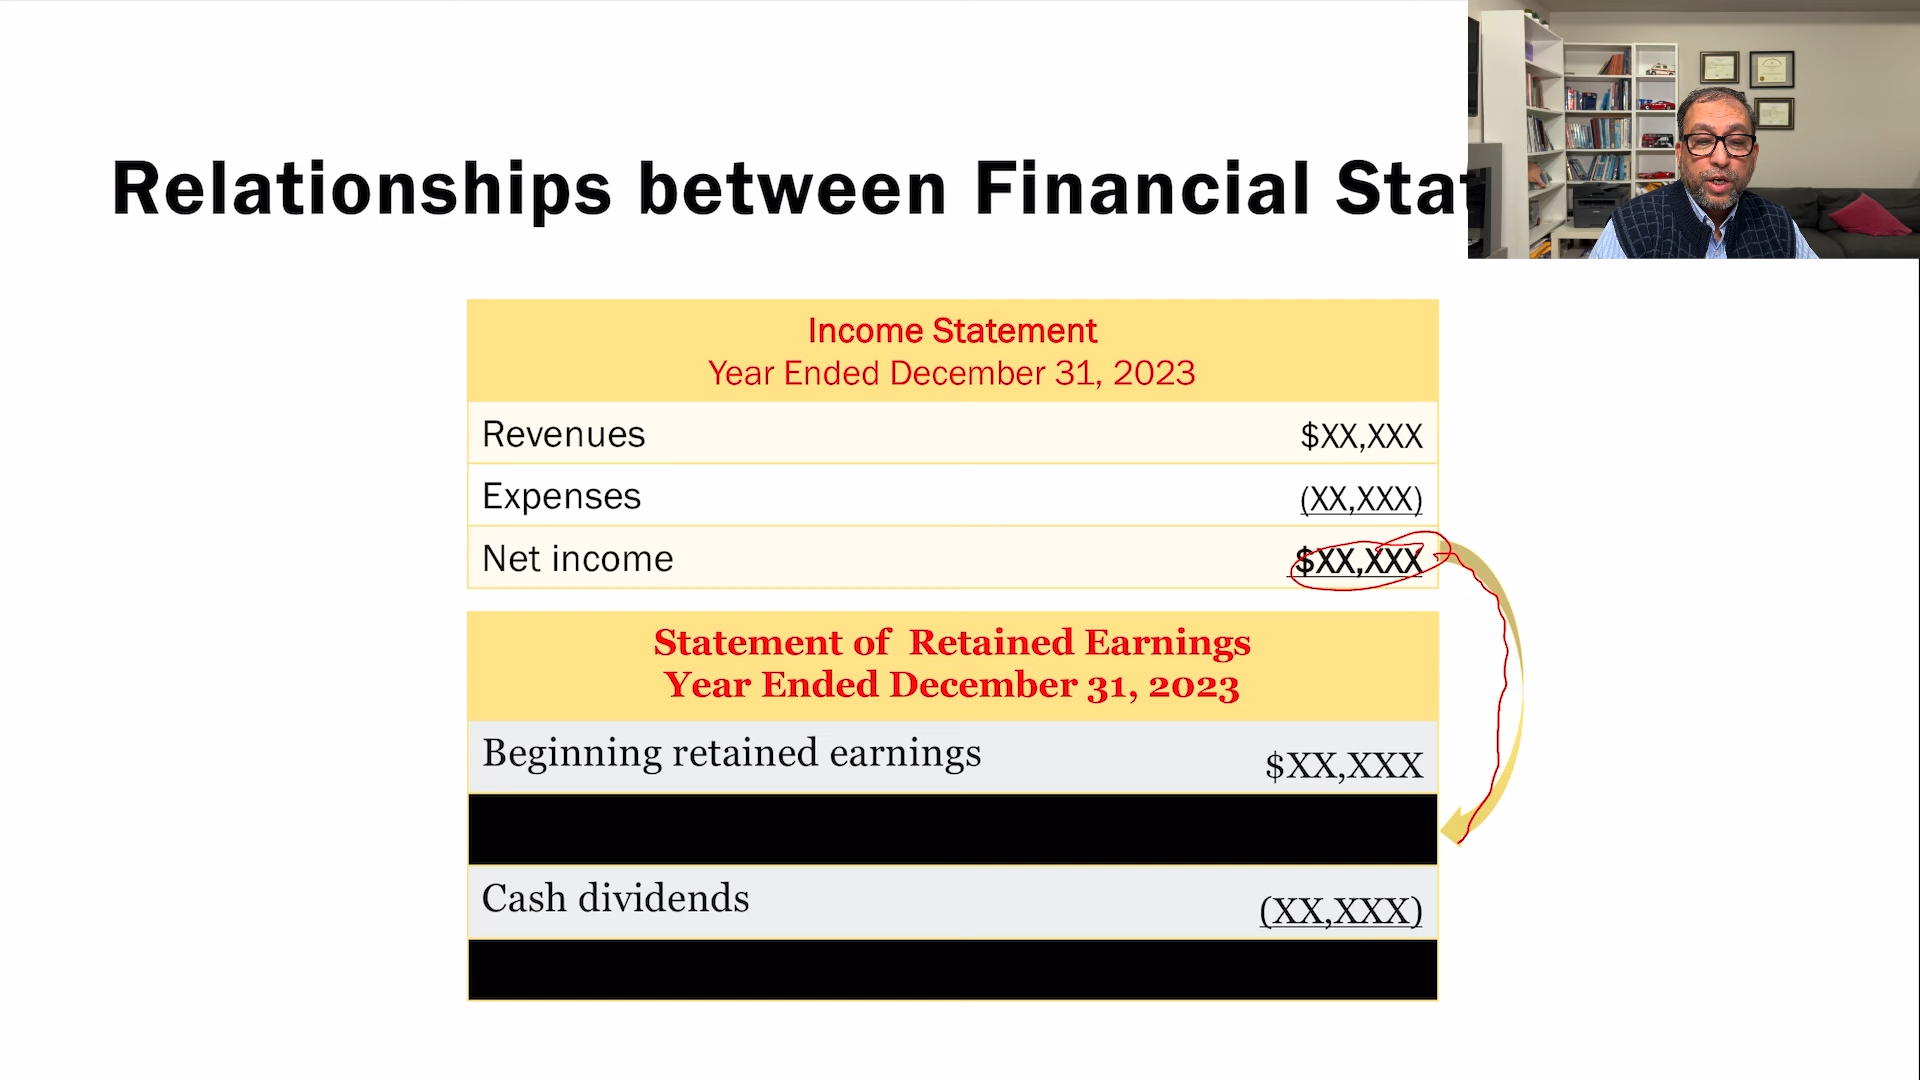 Relationships between Financial Stat
Income Statement
Year Ended December 31, 2023
Revenues $XX,XXX
Expenses (XX,XXX)
Net income $XX,XXX
Statement of Retained Earnings
Year Ended December 31, 2023
Beginning retained earnings $XX,XXX
Cash dividends (XX,XXX)